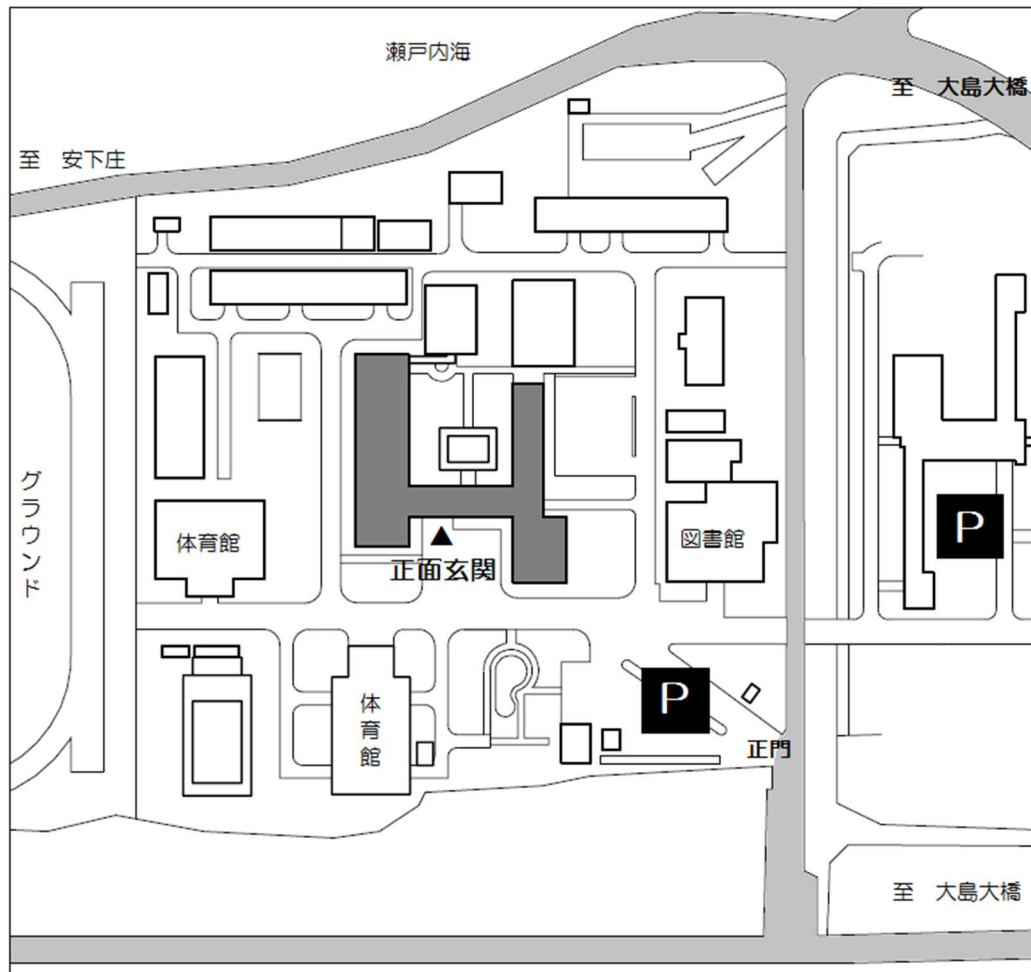 瀬戸内海
至　大島大橋
至　安下庄
グラウンド
体育館
正面玄関
図書館
P
体育館
P
正門
至　大島大橋